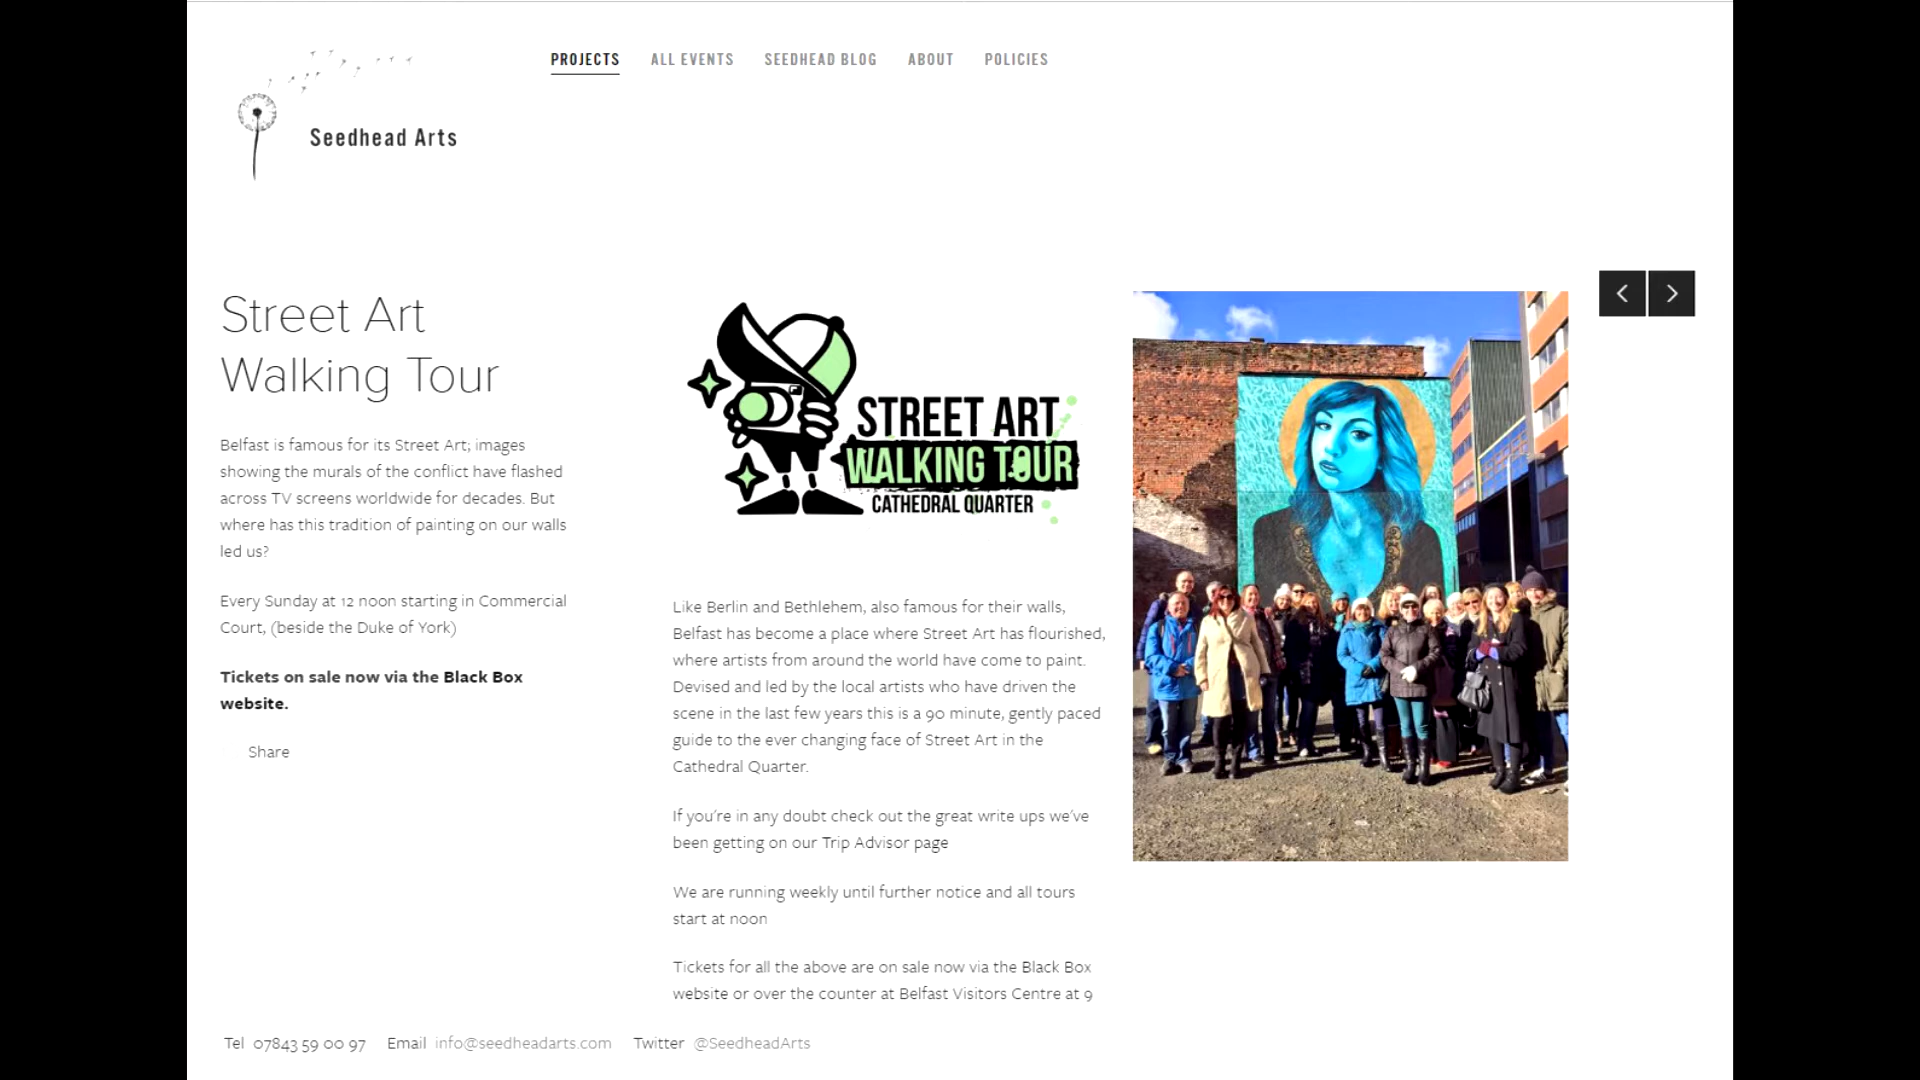 PROJECTS ALL EVENTS SEEDHEAD BLOG ABOUT POLICIES
Seedhead Arts
Street Art
Walking Tour
Belfast is famous for its Street Art; images
showing the murals of the conflict have flashed
across TV screens worldwide for decades. But
where has this tradition of painting on our walls
led us?
Every Sunday at 12 noon starting in Commercial
Court, (beside the Duke of York)
Tickets on sale now via the Black Box
website.
Share
STREET ART
WALKING TOUR
CATHEDRAL QUARTER
Like Berlin and Bethlehem, also famous for their walls,
Belfast has become a place where Street Art has flourished,
where artists from around the world have come to paint.
Devised and led by the local artists who have driven the
scene in the last few years this is a 90 minute, gently paced
guide to the ever changing face of Street Art in the
Cathedral Quarter.
If you're in any doubt check out the great write ups we've
been getting on our Trip Advisor page
We are running weekly until further notice and all tours
start at noon
Tickets for all the above are on sale now via the Black Box
website or over the counter at Belfast Visitors Centre at 9
Tel 07843 59 00 97 Email info@seedheadarts.com Twitter @SeedheadArts